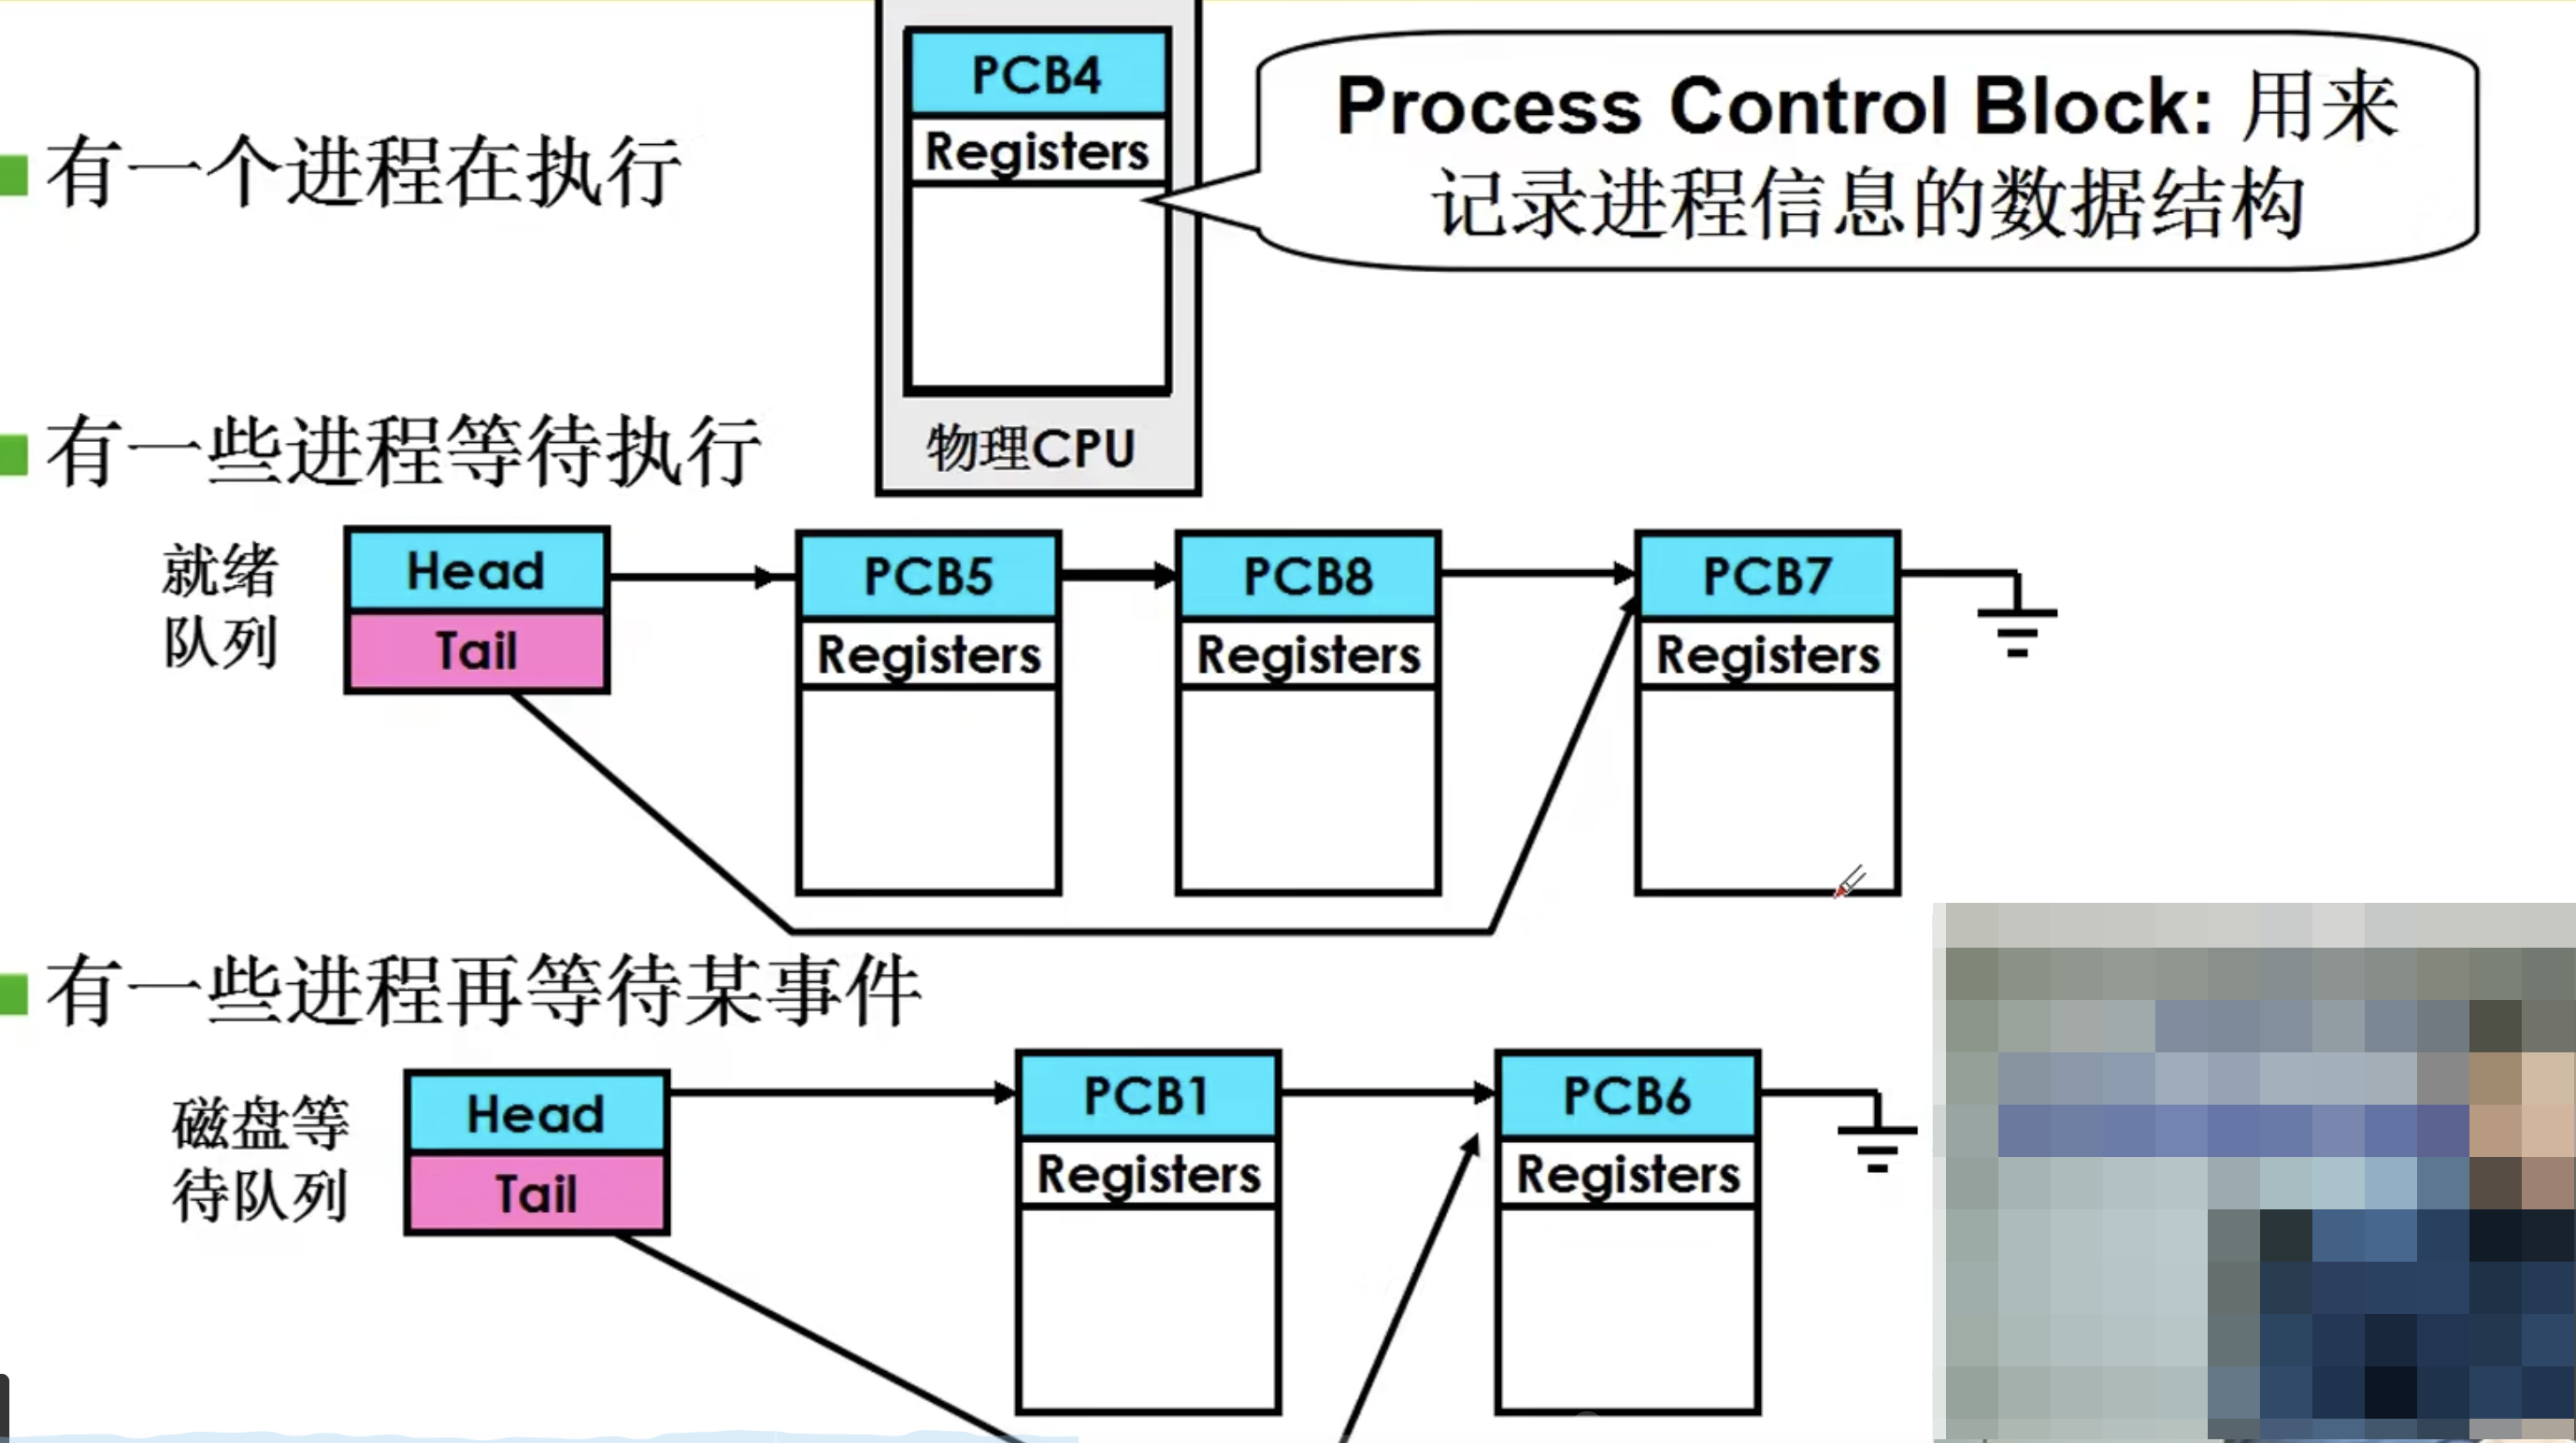 PCB4
Registers
物理CPU
Process Control Block: 用来
记录进程信息的数据结构
有一个进程在执行
有一些进程等待执行
就绪
队列
Head
Tail
PCB5
Registers
PCB8
Registers
PCB7
Registers
有一些进程再等待某事件
磁盘等
待队列
Head
Tail
PCB1
Registers
PCB6
Registers